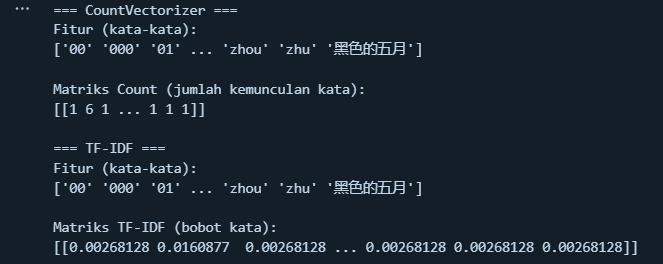 === CountVectorizer ===
Fitur (kata-kata):
['00' '000' '01' ... 'zhou' 'zhu' '黑色的五月']
Matriks Count (jumlah kemunculan kata):
[[1 6 1 ... 1 1 1]]
=== TF-IDF ===
Fitur (kata-kata):
['00' '000' '01' ... 'zhou' 'zhu' '黑色的五月']
Matriks TF-IDF (bobot kata):
[[0.00268128 0.0160877  0.00268128 ... 0.00268128 0.00268128 0.00268128]]